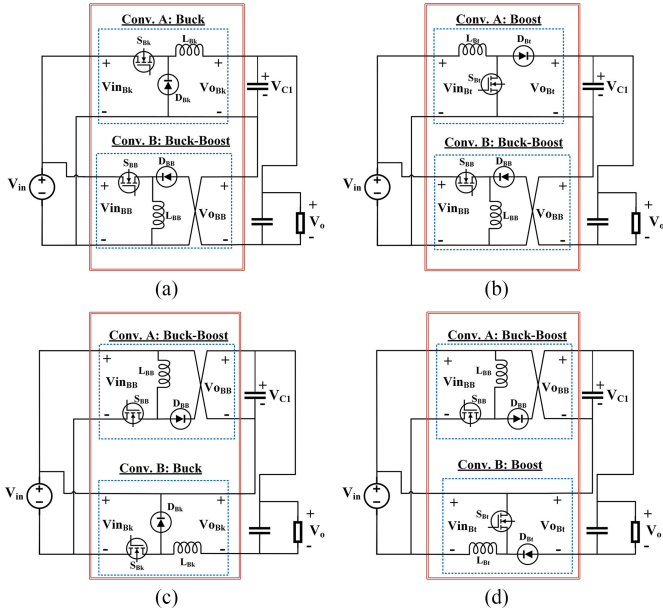 Conv. A: Buck
S_Bk
L_Bk
+
Vin_Bk
-
D_Bk
+
Vo_Bk
-
+
V_C1
-
Conv. B: Buck-Boost
S_BB
D_BB
+
Vin_BB
-
L_BB
+
Vo_BB
-
V_in
+
-
+
V_o
-
(a)
Conv. A: Boost
L_Bt
D_Bt
+
Vin_Bt
-
S_Bt
+
Vo_Bt
-
+
V_C1
-
Conv. B: Buck-Boost
S_BB
D_BB
+
Vin_BB
-
L_BB
+
Vo_BB
-
V_in
+
-
+
V_o
-
(b)
Conv. A: Buck-Boost
+
Vin_BB
-
L_BB
S_BB
D_BB
+
Vo_BB
-
+
V_C1
-
Conv. B: Buck
+
Vin_Bk
-
D_Bk
S_Bk
L_Bk
+
Vo_Bk
-
V_in
+
-
+
V_o
-
(c)
Conv. A: Buck-Boost
+
Vin_BB
-
L_BB
S_BB
D_BB
+
Vo_BB
-
+
V_C1
-
Conv. B: Boost
+
Vin_Bt
-
S_Bt
L_Bt
D_Bt
+
Vo_Bt
-
V_in
+
-
+
V_o
-
(d)